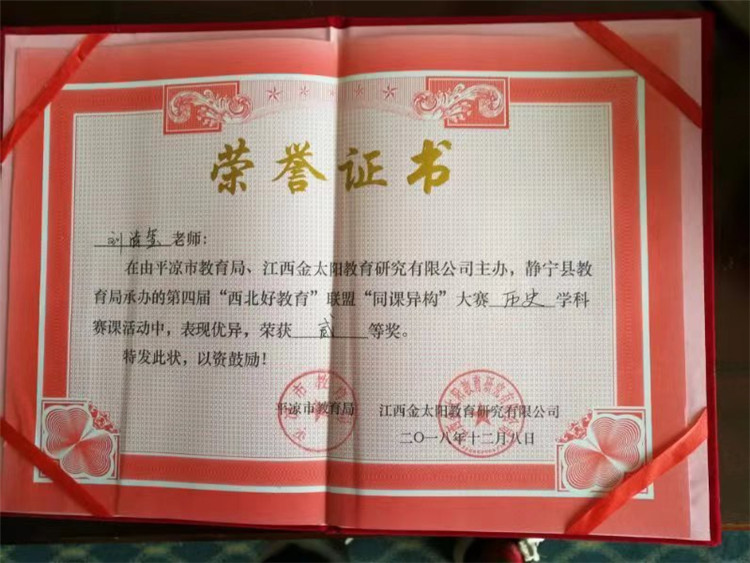 荣誉证书
刘 老师:
在由平凉市教育局、江西金太阳教育研究有限公司主办,静宁县教
育局承办的第四届“西北好教育”联盟“同课异构”大赛 历史 学科
赛课活动中,表现优异,荣获 贰 等奖。
特发此状,以资鼓励!
平凉市教育局 江西金太阳教育研究有限公司
二〇一八年十二月八日